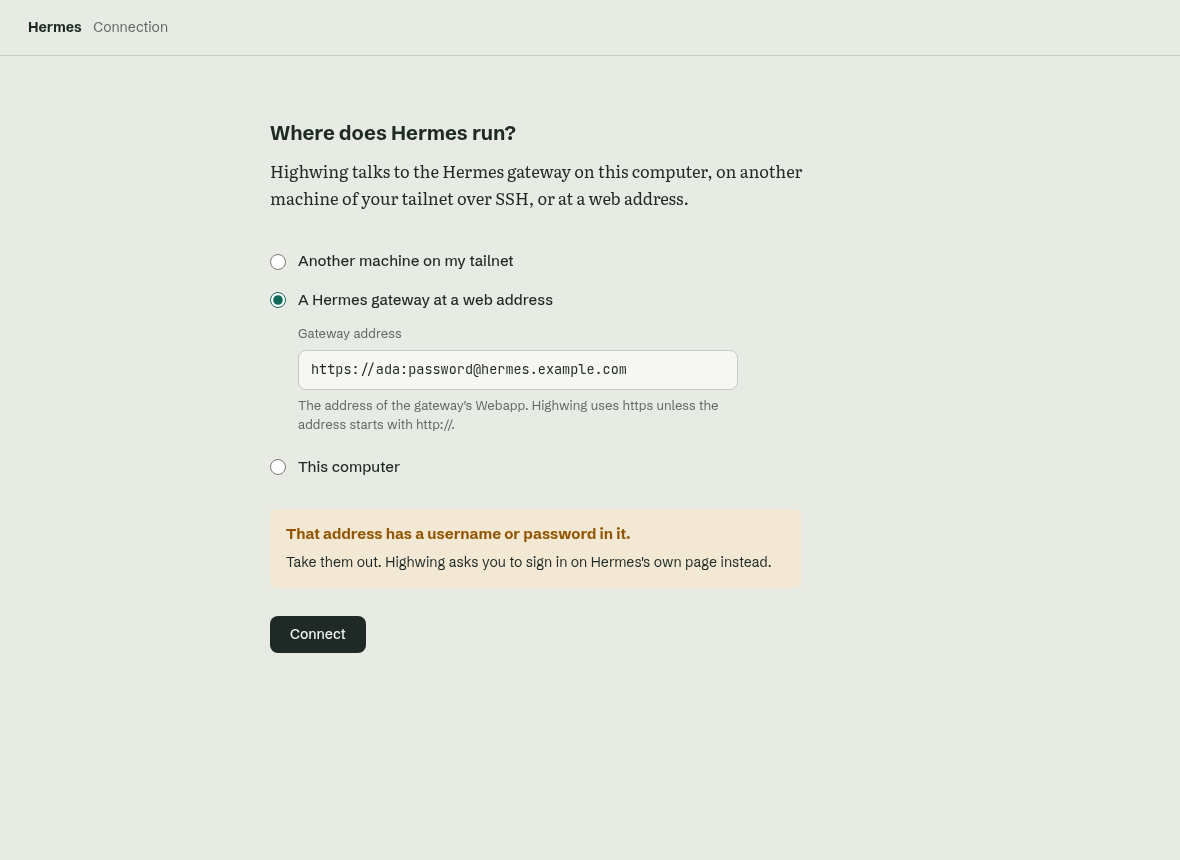 Hermes Connection
Where does Hermes run?
Highwing talks to the Hermes gateway on this computer, on another
machine of your tailnet over SSH, or at a web address.
Another machine on my tailnet
A Hermes gateway at a web address
Gateway address
https://ada:password@hermes.example.com
The address of the gateway's Webapp. Highwing uses https unless the
address starts with http://.
This computer
That address has a username or password in it.
Take them out. Highwing asks you to sign in on Hermes's own page instead.
Connect